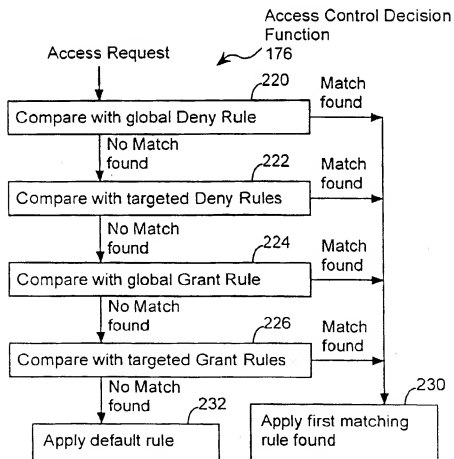 Access Control Decision
Function
176
Access Request
220
Match
found
Compare with global Deny Rule
No Match
found
222
Match
found
Compare with targeted Deny Rules
No Match
found
224
Match
found
Compare with global Grant Rule
No Match
found
226
Match
found
Compare with targeted Grant Rules
No Match
found
232
230
Apply default rule
Apply first matching
rule found